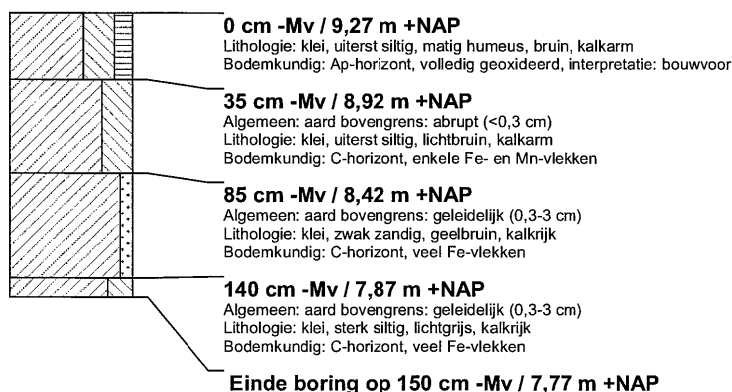 0 cm -Mv / 9,27 m +NAP
Lithologie: klei, uiterst siltig, matig humeus, bruin, kalkarm
Bodemkundig: Ap-horizont, volledig geoxideerd, interpretatie: bouwvoor
35 cm -Mv / 8,92 m +NAP
Algemeen: aard bovengrens: abrupt (<0,3 cm)
Lithologie: klei, uiterst siltig, lichtbruin, kalkarm
Bodemkundig: C-horizont, enkele Fe- en Mn-vlekken
85 cm -Mv / 8,42 m +NAP
Algemeen: aard bovengrens: geleidelijk (0,3-3 cm)
Lithologie: klei, zwak zandig, geelbruin, kalkrijk
Bodemkundig: C-horizont, veel Fe-vlekken
140 cm -Mv / 7,87 m +NAP
Algemeen: aard bovengrens: geleidelijk (0,3-3 cm)
Lithologie: klei, sterk siltig, lichtgrijs, kalkrijk
Bodemkundig: C-horizont, veel Fe-vlekken
Einde boring op 150 cm -Mv / 7,77 m +NAP